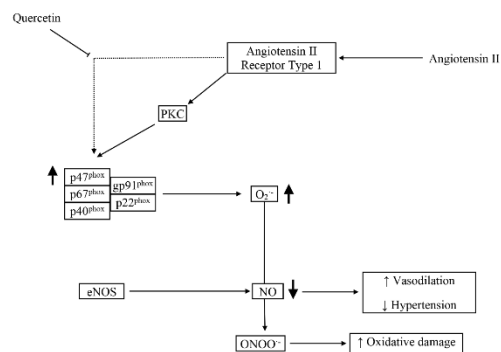 Quercetin
Angiotensin II
Receptor Type 1
Angiotensin II
PKC
p47phox
gp91phox
p67phox
p22phox
p40phox
O2·-
eNOS
NO
↑ Vasodilation
↓ Hypertension
ONOO·-
↑ Oxidative damage